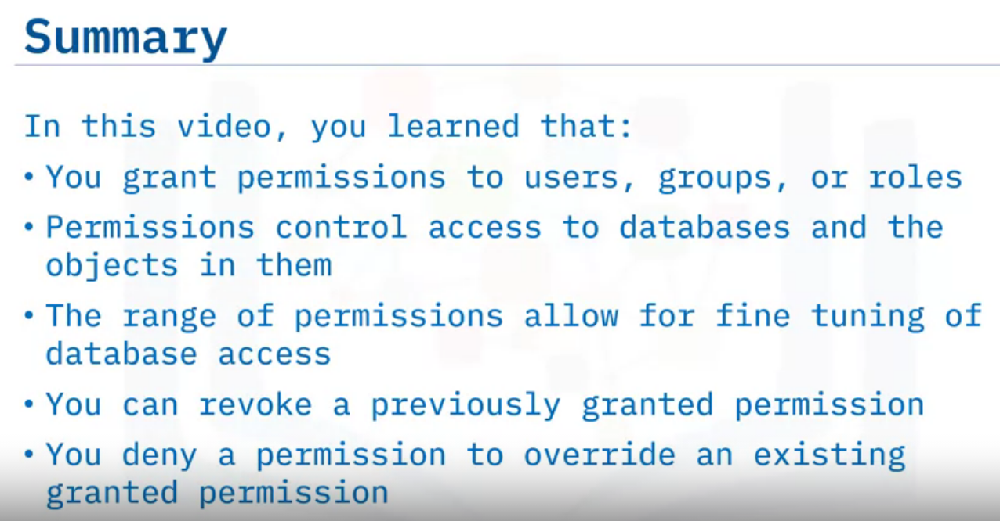 Summary
In this video, you learned that:
• You grant permissions to users, groups, or roles
• Permissions control access to databases and the
objects in them
• The range of permissions allow for fine tuning of
database access
• You can revoke a previously granted permission
• You deny a permission to override an existing
granted permission